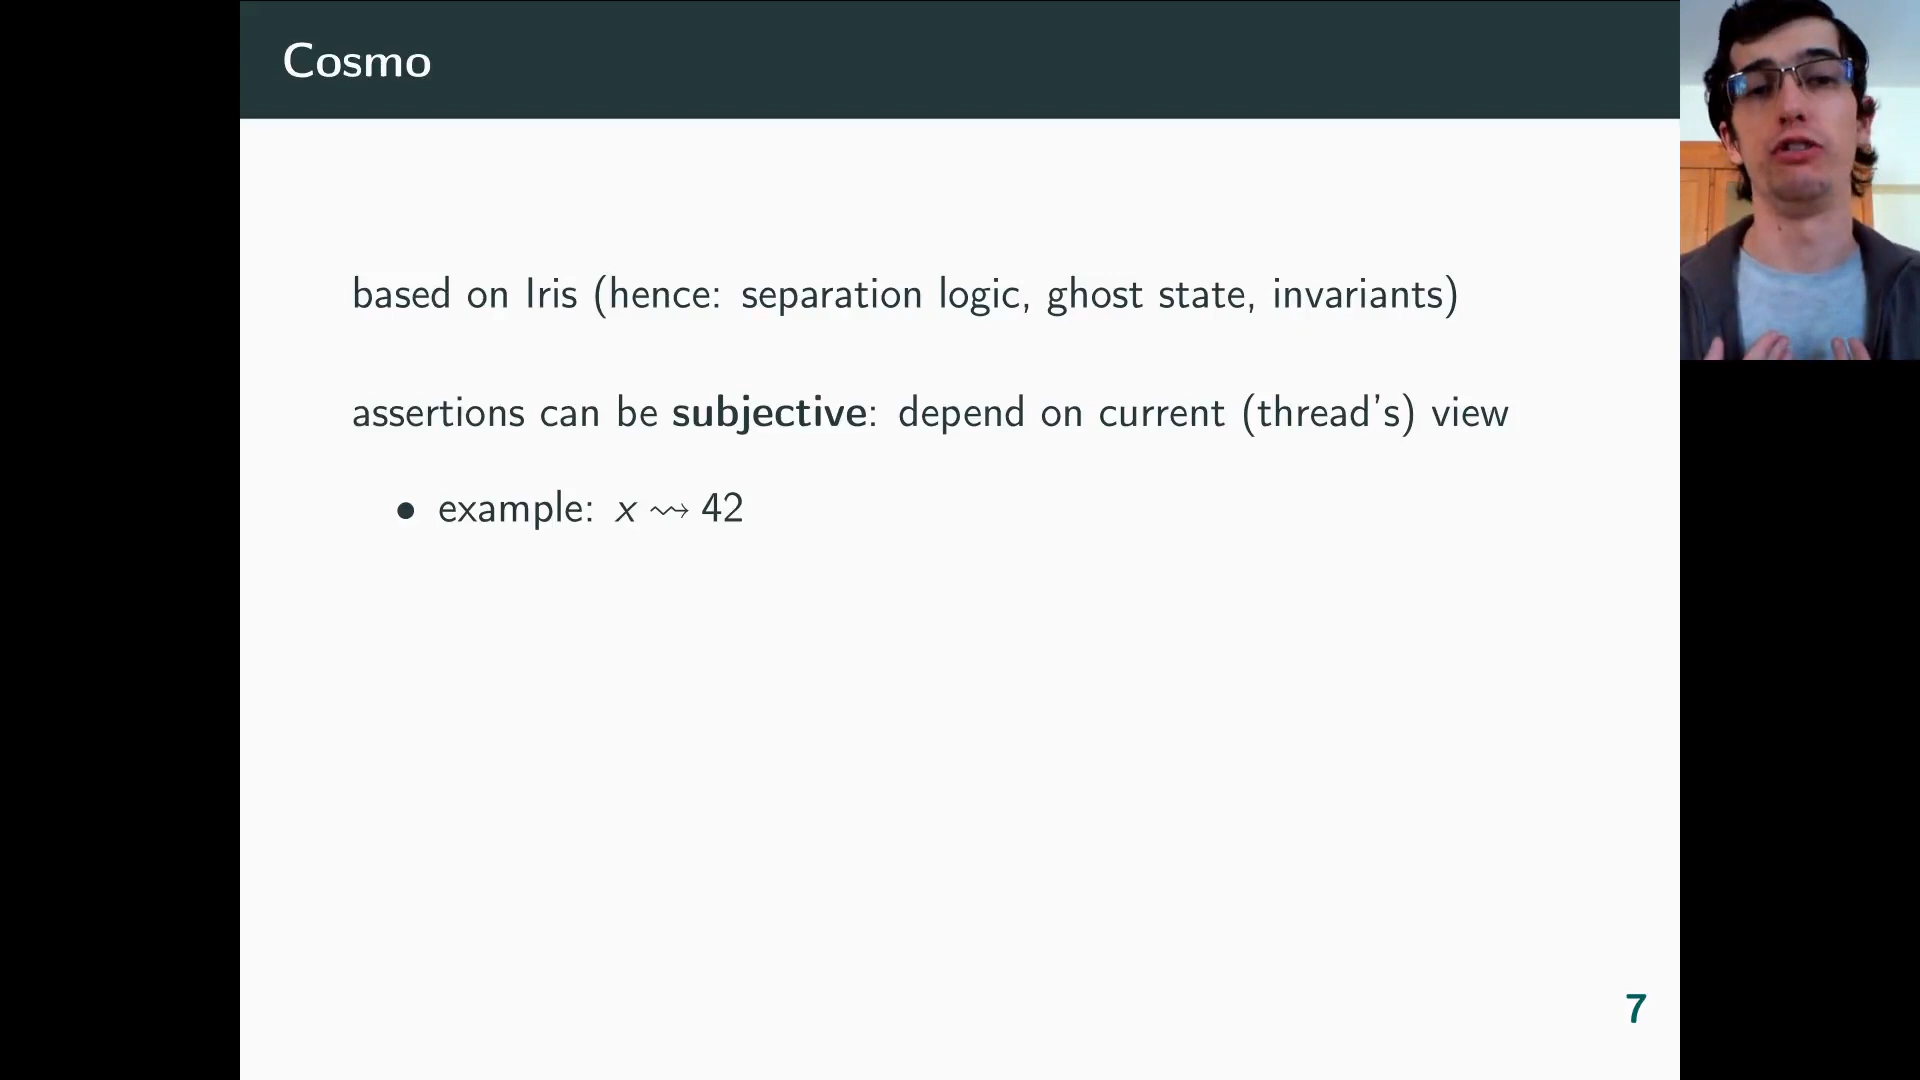 Cosmo
based on Iris (hence: separation logic, ghost state, invariants)
assertions can be subjective: depend on current (thread's) view
• example: x ⇝ 42
7